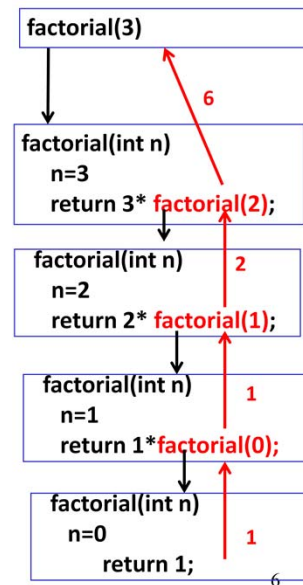 factorial(3)
6
factorial(int n)
n=3
return 3* factorial(2);
2
factorial(int n)
n=2
return 2* factorial(1);
1
factorial(int n)
n=1
return 1*factorial(0);
1
factorial(int n)
n=0
return 1;
6